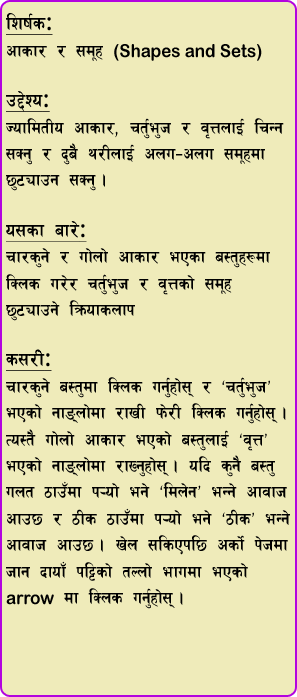 शिर्षक:
आकार र समूह (Shapes and Sets)
उद्देश्य:
ज्यामितीय आकार, चर्तुभुज र वृत्तलाई चिन्न
सक्नु र दुबै थरीलाई अलग-अलग समूहमा
छुट्याउन सक्नु ।
यसका बारे:
चारकुने र गोलो आकार भएका बस्तुहरूमा
क्लिक गरेर चर्तुभुज र वृत्तको समूह
छुट्याउने क्रियाकलाप
कसरी:
चारकुने बस्तुमा क्लिक गर्नुहोस् र ‘चर्तुभुज’
भएको नाङ्लोमा राखी फेरी क्लिक गर्नुहोस् ।
त्यस्तै गोलो आकार भएको बस्तुलाई ‘वृत्त’
भएको नाङ्लोमा राख्नुहोस् । यदि कुनै बस्तु
गलत ठाउँमा पऱ्यो भने ‘मिलेन’ भन्ने आवाज
आउछ र ठीक ठाउँमा पऱ्यो भने ‘ठीक’ भन्ने
आवाज आउछ । खेल सकिएपछि अर्को पेजमा
जान दायाँ पट्टिको तल्लो भागमा भएको
arrow मा क्लिक गर्नुहोस् ।